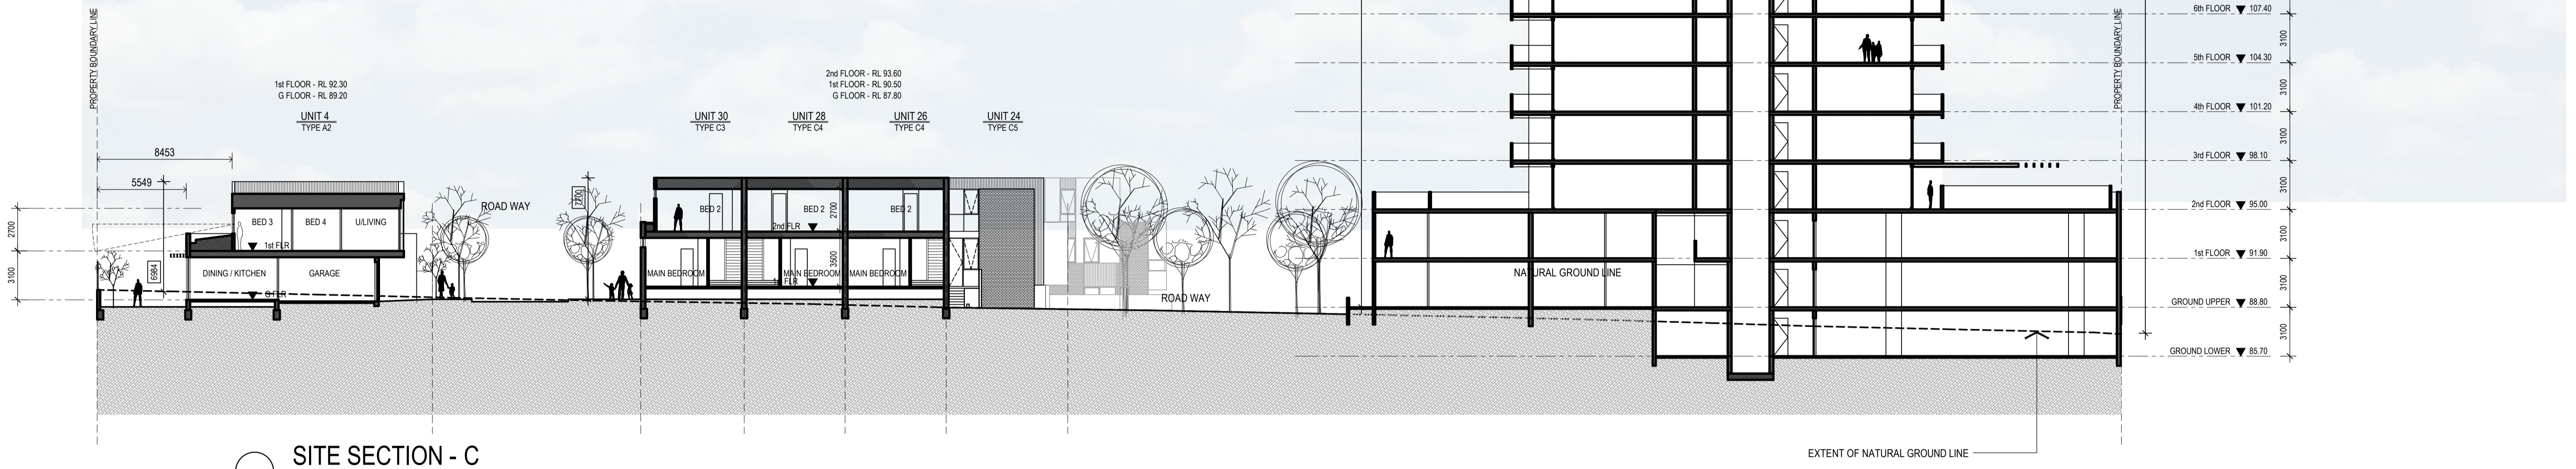 PROPERTY BOUNDARY LINE
1st FLOOR - RL 92.30
G FLOOR - RL 89.20
UNIT 4
TYPE A2
8453
5549
2700
3100
6984
BED 3
BED 4
U/LIVING
1st FLR
DINING / KITCHEN
GARAGE
G FLR
ROAD WAY
7700
2nd FLOOR - RL 93.60
1st FLOOR - RL 90.50
G FLOOR - RL 87.80
UNIT 30
TYPE C3
UNIT 28
TYPE C4
UNIT 26
TYPE C4
UNIT 24
TYPE C5
BED 2
BED 2
BED 2
2700
2nd FLR
3500
MAIN BEDROOM
MAIN BEDROOM
MAIN BEDROOM
1st FLR
ROAD WAY
NATURAL GROUND LINE
PROPERTY BOUNDARY LINE
6th FLOOR 107.40
3100
5th FLOOR 104.30
3100
4th FLOOR 101.20
3100
3rd FLOOR 98.10
3100
2nd FLOOR 95.00
3100
1st FLOOR 91.90
3100
GROUND UPPER 88.80
3100
GROUND LOWER 85.70
EXTENT OF NATURAL GROUND LINE
SITE SECTION - C